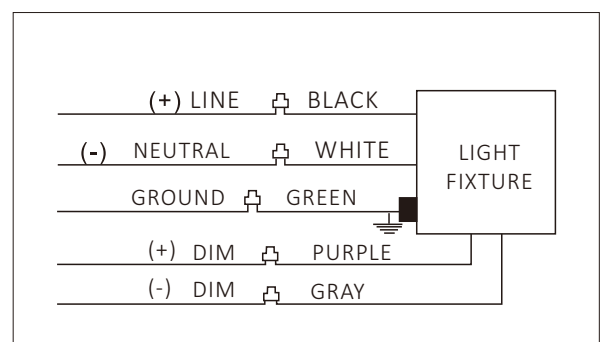 (+) LINE BLACK
(-) NEUTRAL WHITE
GROUND GREEN
(+) DIM PURPLE
(-) DIM GRAY
LIGHT
FIXTURE